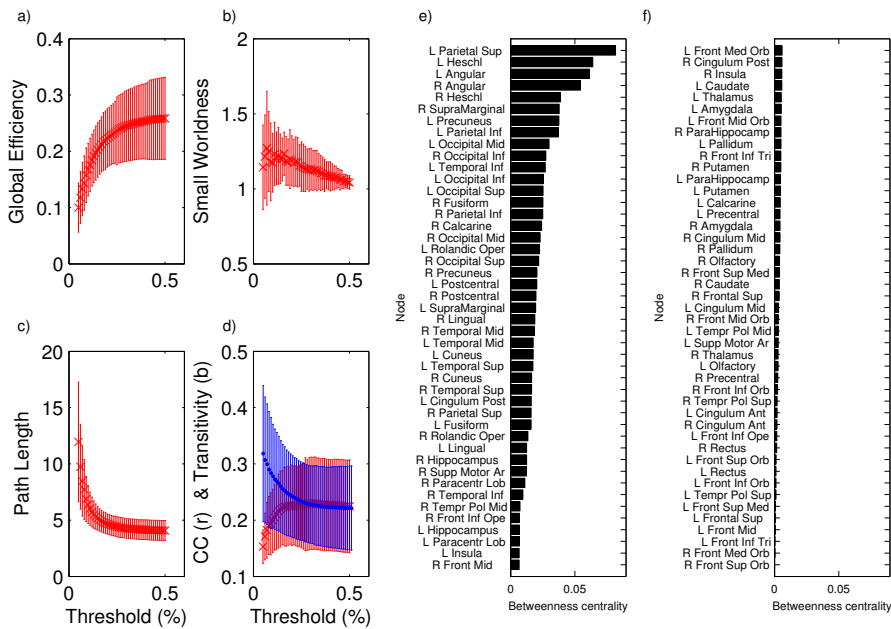 a)
0.4
0.3
0.2
0.1
0
0
0.5
Global Efficiency
b)
2
1.5
1
0.5
0
0.5
Small Worldness
c)
20
15
10
5
0
0
0.5
Path Length
Threshold (%)
d)
0.5
0.4
0.3
0.2
0.1
0
0.5
CC (r) & Transitivity (b)
Threshold (%)
e)
L Parietal Sup
L Heschl
L Angular
R Angular
R Heschl
R SupraMarginal
L Precuneus
L Parietal Inf
L Occipital Mid
R Occipital Inf
L Temporal Inf
L Occipital Inf
L Occipital Sup
R Fusiform
R Parietal Inf
R Calcarine
R Occipital Mid
L Rolandic Oper
R Occipital Sup
R Precuneus
L Postcentral
R Postcentral
L SupraMarginal
R Lingual
R Temporal Mid
L Temporal Mid
L Cuneus
L Temporal Sup
R Cuneus
R Temporal Sup
L Cingulum Post
R Parietal Sup
L Fusiform
R Rolandic Oper
L Lingual
R Hippocampus
R Supp Motor Ar
R Paracentr Lob
R Temporal Inf
R Tempr Pol Mid
R Front Inf Ope
L Hippocampus
L Paracentr Lob
L Insula
R Front Mid
Node
0
0.05
Betweenness centrality
f)
L Front Med Orb
R Cingulum Post
R Insula
L Caudate
L Thalamus
L Amygdala
L Front Mid Orb
R ParaHippocamp
L Pallidum
R Front Inf Tri
R Putamen
L ParaHippocamp
L Putamen
L Calcarine
L Precentral
R Amygdala
R Cingulum Mid
R Pallidum
R Olfactory
R Front Sup Med
R Caudate
R Frontal Sup
L Cingulum Mid
R Front Mid Orb
L Tempr Pol Mid
L Supp Motor Ar
R Thalamus
L Olfactory
R Precentral
R Front Inf Orb
R Tempr Pol Sup
L Cingulum Ant
R Cingulum Ant
L Front Inf Ope
R Rectus
L Front Sup Orb
L Rectus
L Front Inf Orb
L Tempr Pol Sup
L Front Sup Med
L Frontal Sup
L Front Mid
L Front Inf Tri
R Front Med Orb
R Front Sup Orb
Node
0
0.05
Betweenness centrality